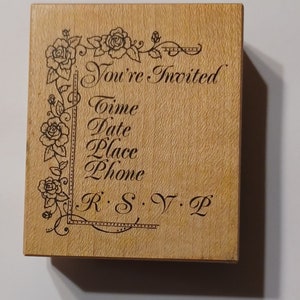 You're Invited
Time
Date
Place
Phone
R · S · V · P